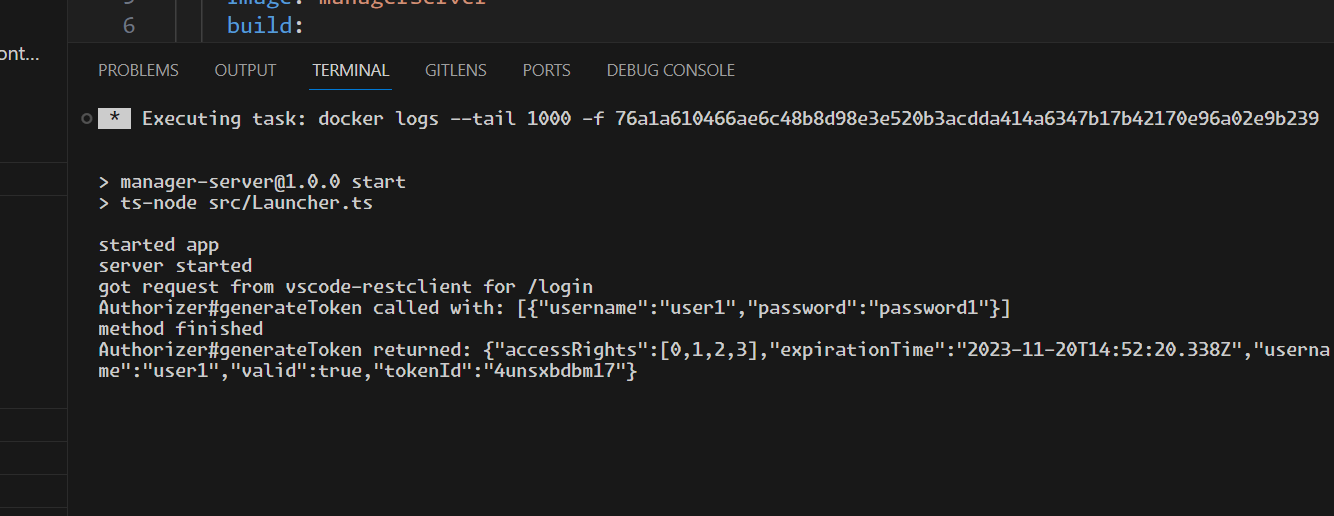 image: managerserver
6 build:
ont...
PROBLEMS OUTPUT TERMINAL GITLENS PORTS DEBUG CONSOLE
* Executing task: docker logs --tail 1000 -f 76a1a610466ae6c48b8d98e3e520b3acdda414a6347b17b42170e96a02e9b239
> manager-server@1.0.0 start
> ts-node src/Launcher.ts
started app
server started
got request from vscode-restclient for /login
Authorizer#generateToken called with: [{"username":"user1","password":"password1"}]
method finished
Authorizer#generateToken returned: {"accessRights":[0,1,2,3],"expirationTime":"2023-11-20T14:52:20.338Z","userna
me":"user1","valid":true,"tokenId":"4unsxbdbm17"}